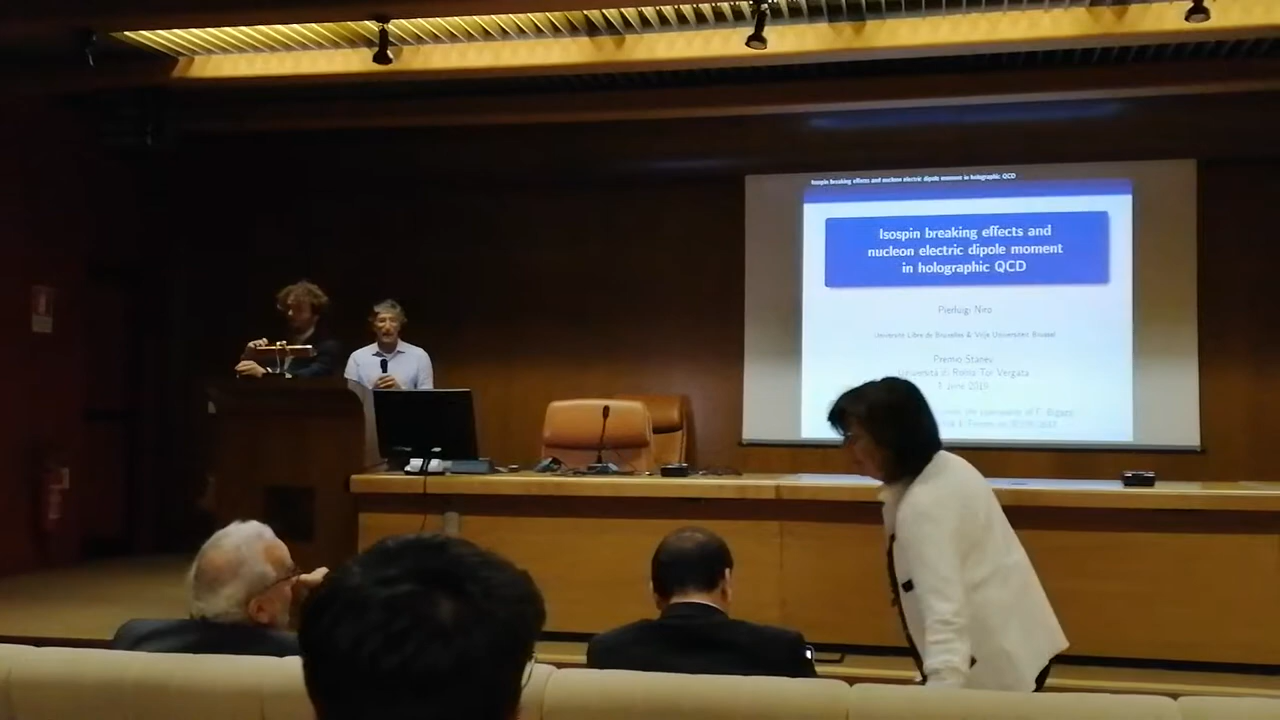 Isospin breaking effects and nucleon electric dipole moment in holographic QCD
Isospin breaking effects and
nucleon electric dipole moment
in holographic QCD
Pierluigi Niro
Université Libre de Bruxelles & Vrije Universiteit Brussel
Premio Stanev
Università di Roma Tor Vergata
June 2019